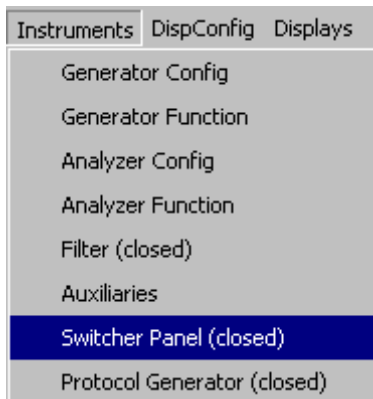 Instruments DispConfig Displays
Generator Config
Generator Function
Analyzer Config
Analyzer Function
Filter (closed)
Auxiliaries
Switcher Panel (closed)
Protocol Generator (closed)